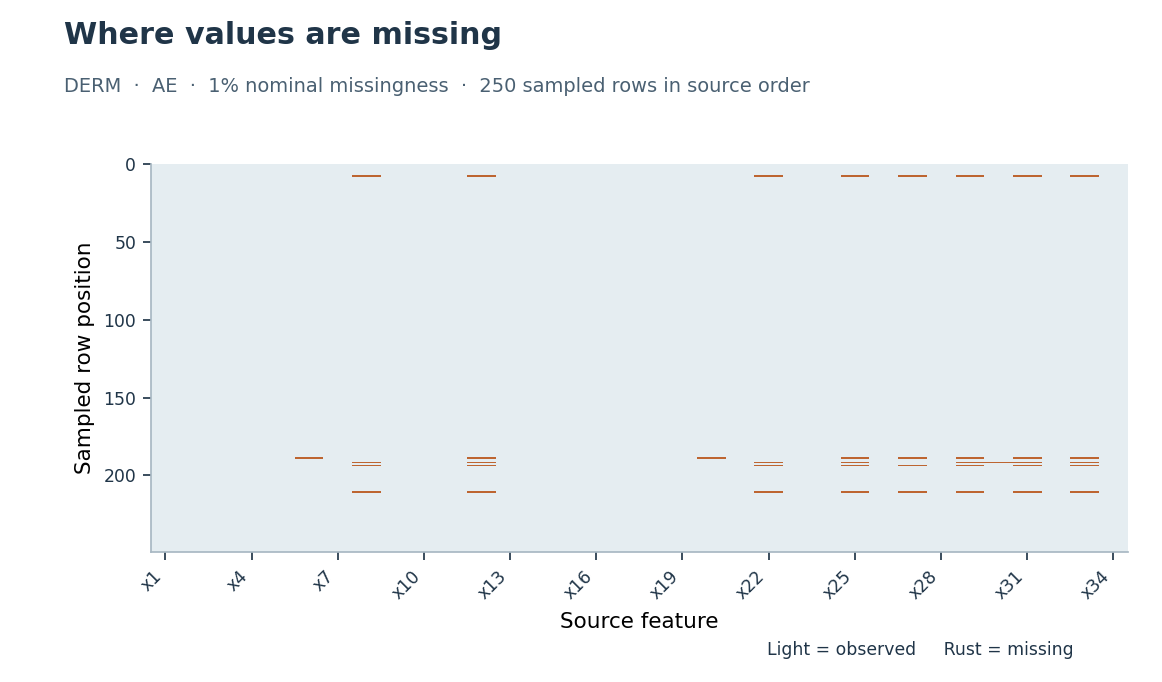 Where values are missing
DERM · AE · 1% nominal missingness · 250 sampled rows in source order
0
50
100
150
200
Sampled row position
x1 x4 x7 x10 x13 x16 x19 x22 x25 x28 x31 x34
Source feature
Light = observed Rust = missing